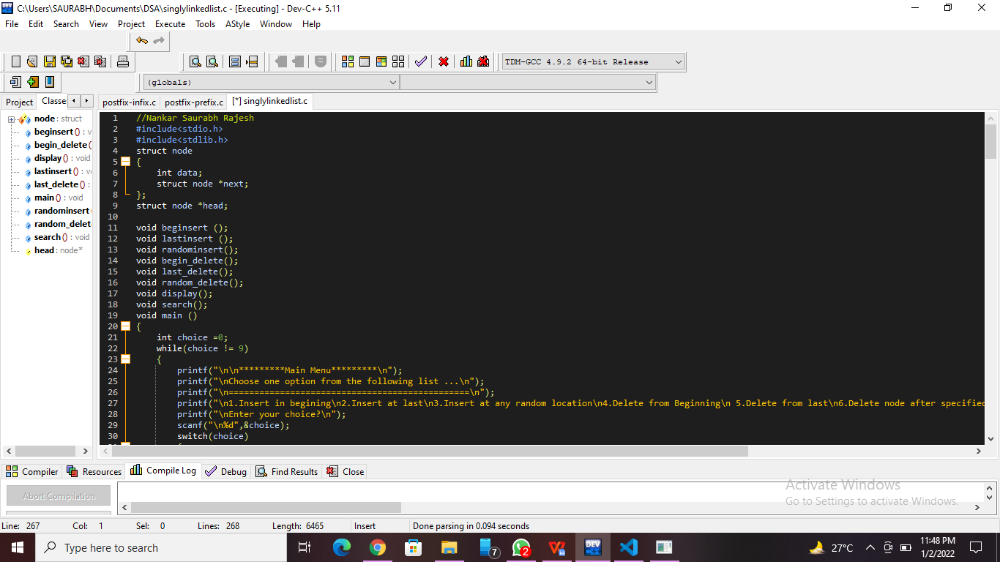 C:\Users\SAURABH\Documents\DSA\singlylinkedlist.c - [Executing] - Dev-C++ 5.11
File Edit Search View Project Execute Tools AStyle Window Help
TDM-GCC 4.9.2 64-bit Release
(globals)
Project Classe
postfix-infix.c postfix-prefix.c [*] singlylinkedlist.c
node : struct
beginsert () : v
begin_delete (
display () : void
lastinsert () : v
last_delete () :
main () : void
randominsert
random_delet
search () : void
head : node*
1 //Nankar Saurabh Rajesh
2 #include<stdio.h>
3 #include<stdlib.h>
4 struct node
5 {
6 int data;
7 struct node *next;
8 };
9 struct node *head;
10
11 void beginsert ();
12 void lastinsert ();
13 void randominsert();
14 void begin_delete();
15 void last_delete();
16 void random_delete();
17 void display();
18 void search();
19 void main ()
20 {
21 int choice =0;
22 while(choice != 9)
23 {
24 printf("\n\n*********Main Menu*********\n");
25 printf("\nChoose one option from the following list ...\n");
26 printf("\n===============================================\n");
27 printf("\n1.Insert in begining\n2.Insert at last\n3.Insert at any random location\n4.Delete from Beginning\n 5.Delete from last\n6.Delete node after specified
28 printf("\nEnter your choice?\n");
29 scanf("\n%d",&choice);
30 switch(choice)
Compiler Resources Compile Log Debug Find Results Close
Abort Compilation
Activate Windows
Go to Settings to activate Windows.
Line: 267 Col: 1 Sel: 0 Lines: 268 Length: 6465 Insert Done parsing in 0.094 seconds
Type here to search
7
2
DEV
27°C
11:48 PM
1/2/2022